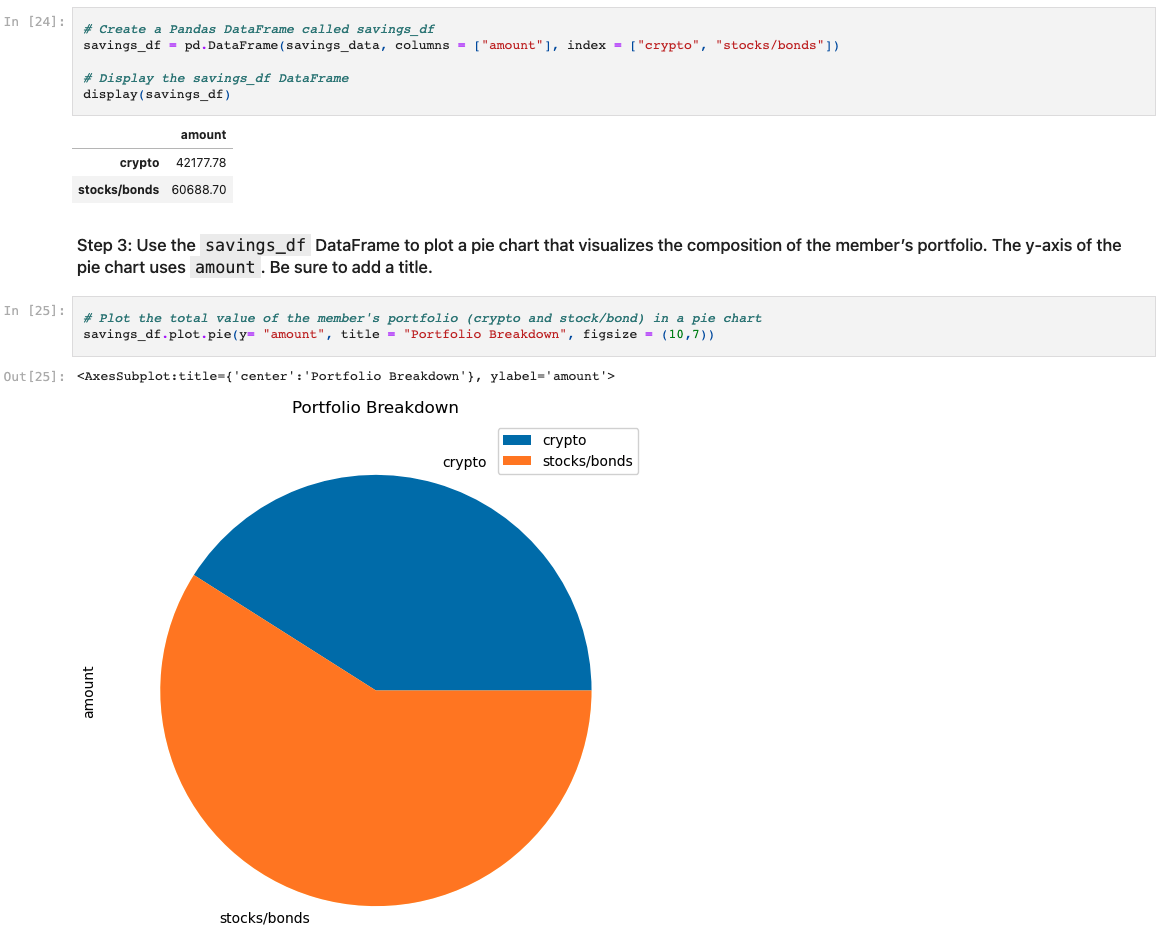 In [24]:
# Create a Pandas DataFrame called savings_df
savings_df = pd.DataFrame(savings_data, columns = ["amount"], index = ["crypto", "stocks/bonds"])
# Display the savings_df DataFrame
display(savings_df)
amount
crypto 42177.78
stocks/bonds 60688.70
Step 3: Use the savings_df DataFrame to plot a pie chart that visualizes the composition of the member’s portfolio. The y-axis of the
pie chart uses amount . Be sure to add a title.
In [25]:
# Plot the total value of the member's portfolio (crypto and stock/bond) in a pie chart
savings_df.plot.pie(y= "amount", title = "Portfolio Breakdown", figsize = (10,7))
Out[25]: <AxesSubplot:title={'center':'Portfolio Breakdown'}, ylabel='amount'>
Portfolio Breakdown
crypto
stocks/bonds
crypto
amount
stocks/bonds